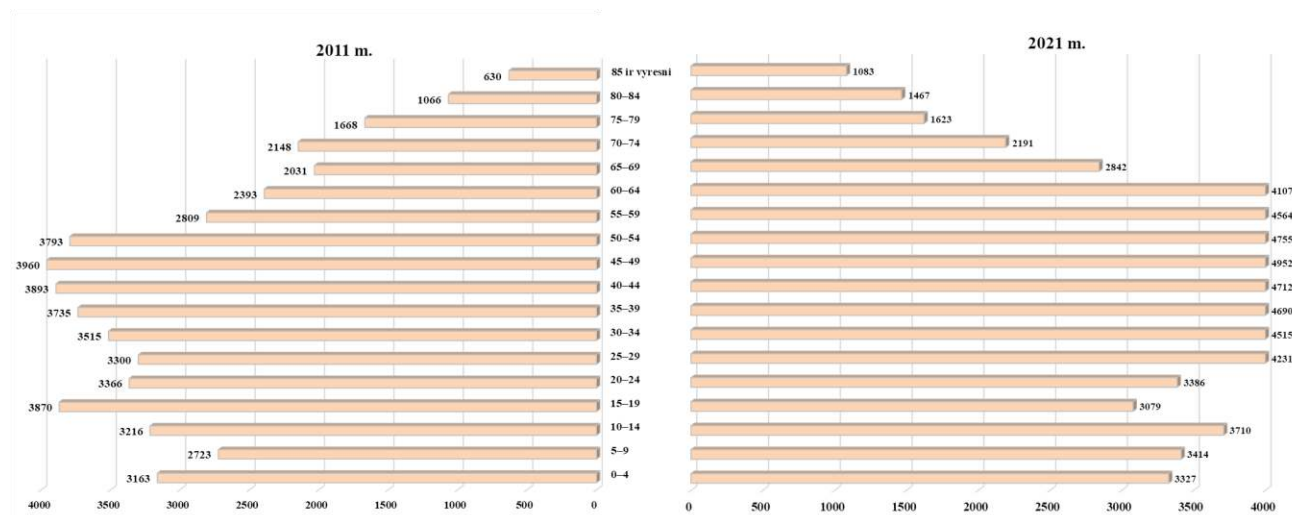 2011 m.
2021 m.
630 85 ir vyresni 1083
1066 80–84 1467
1668 75–79 1623
2148 70–74 2191
2031 65–69 2842
2393 60–64 4107
2809 55–59 4564
3793 50–54 4755
3960 45–49 4952
3893 40–44 4712
3735 35–39 4690
3515 30–34 4515
3300 25–29 4231
3366 20–24 3386
3870 15–19 3079
3216 10–14 3710
2723 5–9 3414
3163 0–4 3327
4000 3500 3000 2500 2000 1500 1000 500 0
0 500 1000 1500 2000 2500 3000 3500 4000